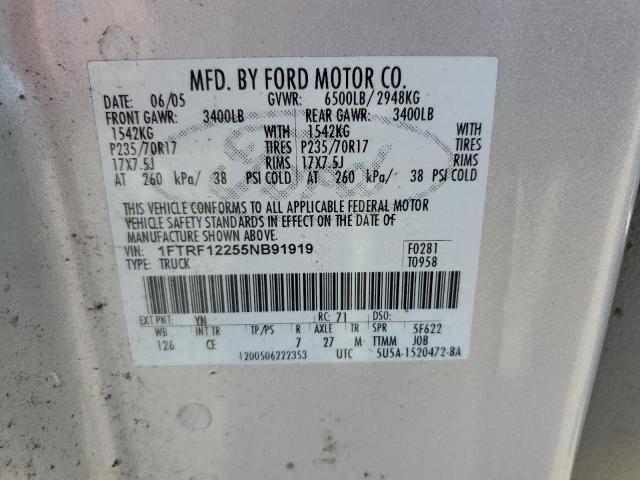 MFD. BY FORD MOTOR CO.
DATE: 06/05 GVWR: 6500LB/ 2948KG
FRONT GAWR: 3400LB REAR GAWR: 3400LB
1542KG WITH 1542KG WITH
P235/70R17 TIRES P235/70R17 TIRES
17X7.5J RIMS 17X7.5J RIMS
AT 260 kPa/ 38 PSI COLD AT 260 kPa/ 38 PSI COLD
THIS VEHICLE CONFORMS TO ALL APPLICABLE FEDERAL MOTOR
VEHICLE SAFETY STANDARDS IN EFFECT ON THE DATE OF
MANUFACTURE SHOWN ABOVE.
VIN: 1FTRF12255NB91919 F0281
TYPE: TRUCK T0958
EXT PNT: YN RC: 71 DSO:
WB INT TR TP/PS R AXLE TR SPR 5F622
126 CE 7 27 M TTMM JOB
1200506222353 UTC 5U5A-1520472-BA
Ford